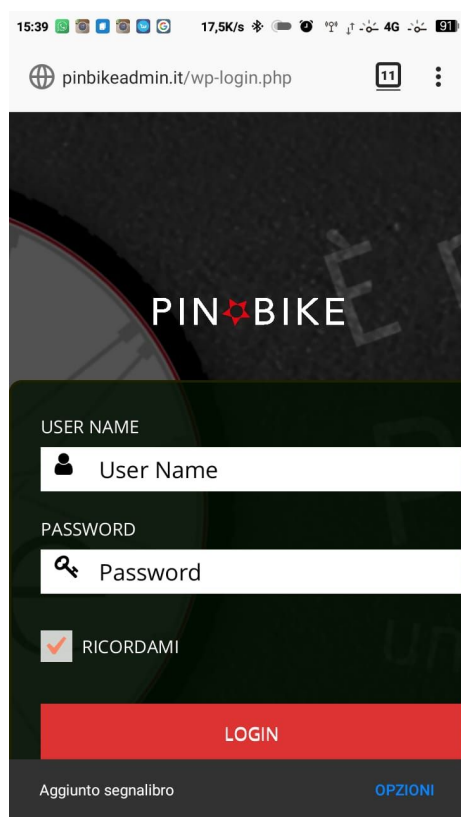 15:39 17,5K/s 4G 91
pinbikeadmin.it/wp-login.php 11
È
PIN BIKE
USER NAME
User Name
PASSWORD
Password
RICORDAMI
un
LOGIN
Aggiunto segnalibro OPZIONI